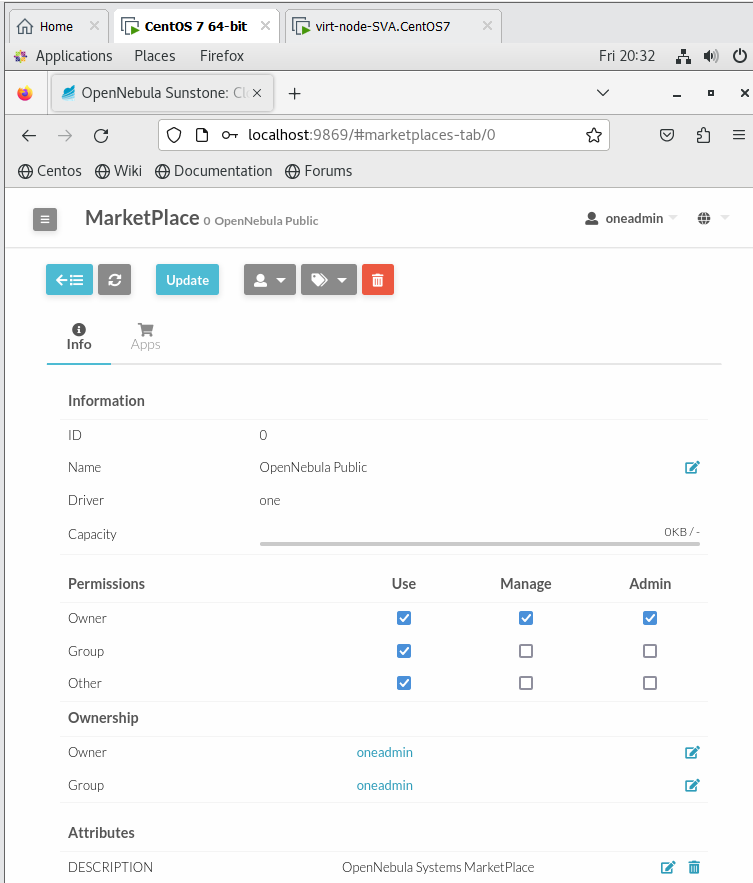 Home CentOS 7 64-bit virt-node-SVA.CentOS7
Applications Places Firefox Fri 20:32
OpenNebula Sunstone: Cl
localhost:9869/#marketplaces-tab/0
Centos Wiki Documentation Forums
MarketPlace 0 OpenNebula Public oneadmin
Update
Info Apps
Information
ID 0
Name OpenNebula Public
Driver one
Capacity 0KB / -
Permissions Use Manage Admin
Owner
Group
Other
Ownership
Owner oneadmin
Group oneadmin
Attributes
DESCRIPTION OpenNebula Systems MarketPlace